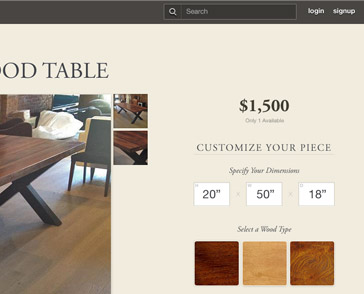 Search
login signup
OOD TABLE
$1,500
Only 1 Available
CUSTOMIZE YOUR PIECE
Specify Your Dimensions
20" x 50" x 18"
Select a Wood Type